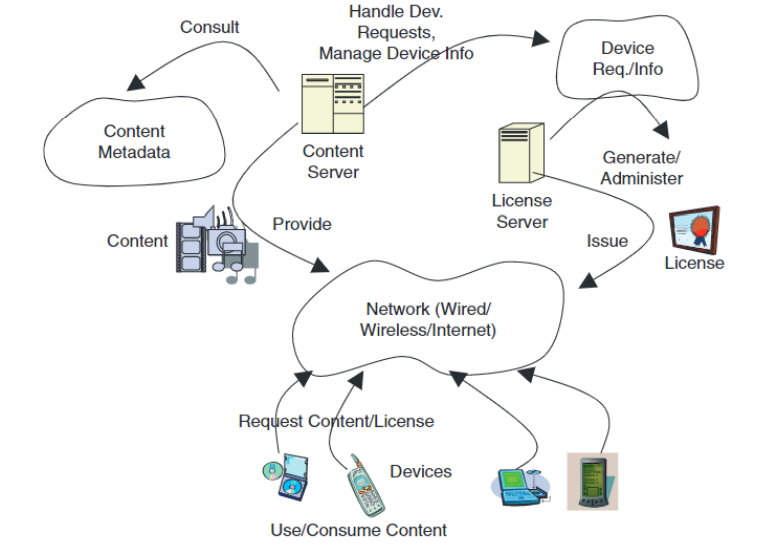 Consult
Handle Dev.
Requests,
Manage Device Info
Device
Req./Info
Content
Metadata
Content
Server
Generate/
Administer
License
Server
Content
Provide
Issue
License
Network (Wired/
Wireless/Internet)
Request Content/License
Devices
Use/Consume Content